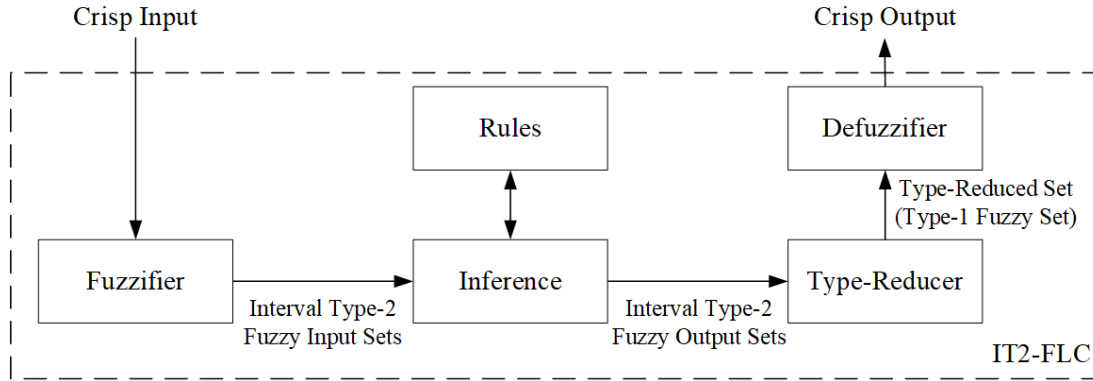 Crisp Input
Crisp Output
Rules
Defuzzifier
Type-Reduced Set
(Type-1 Fuzzy Set)
Fuzzifier
Inference
Type-Reducer
Interval Type-2
Fuzzy Input Sets
Interval Type-2
Fuzzy Output Sets
IT2-FLC